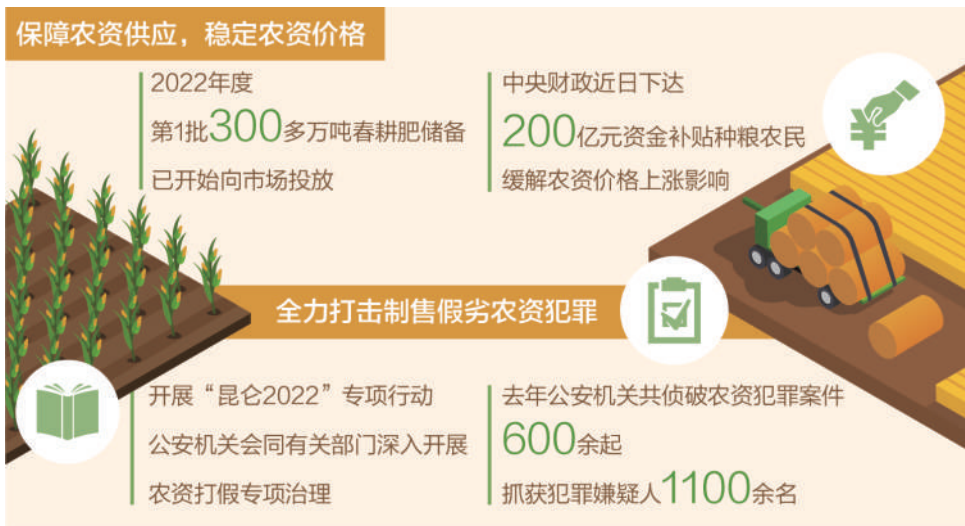 保障农资供应，稳定农资价格
2022年度
第1批300多万吨春耕肥储备
已开始向市场投放
中央财政近日下达
200亿元资金补贴种粮农民
缓解农资价格上涨影响
全力打击制售假劣农资犯罪
开展“昆仑2022”专项行动
公安机关会同有关部门深入开展
农资打假专项治理
去年公安机关共侦破农资犯罪案件
600余起
抓获犯罪嫌疑人1100余名